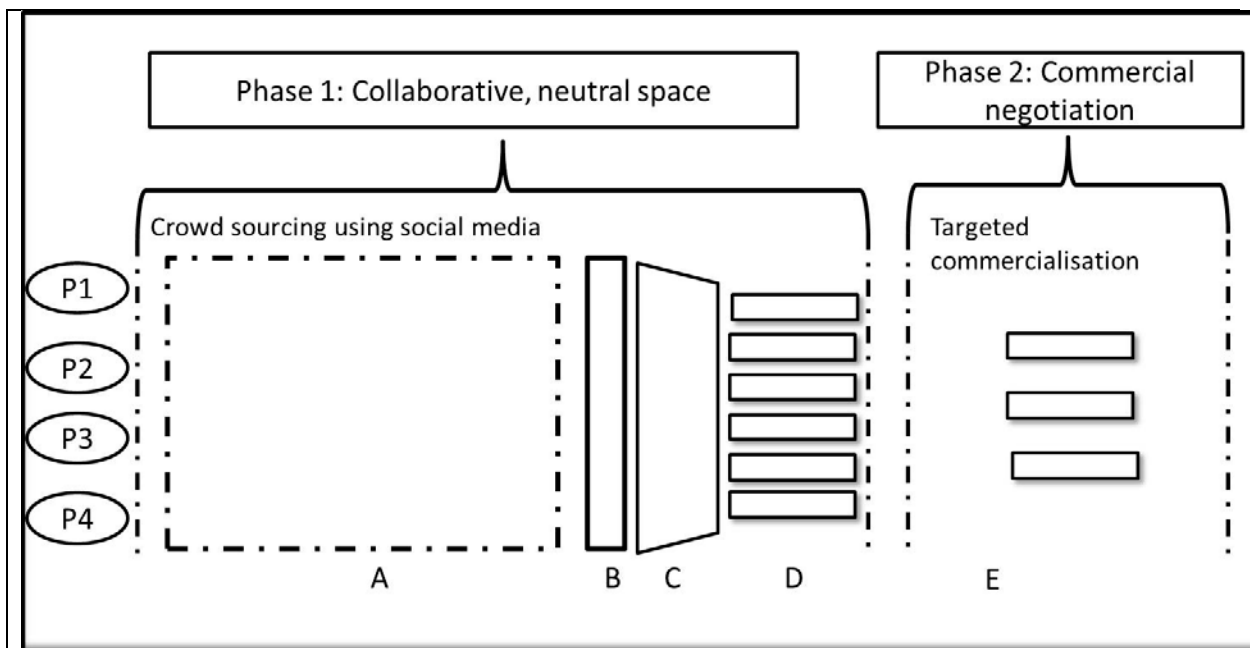 Phase 1: Collaborative, neutral space
Phase 2: Commercial
negotiation
Crowd sourcing using social media
Targeted
commercialisation
P1
P2
P3
P4
A
B
C
D
E